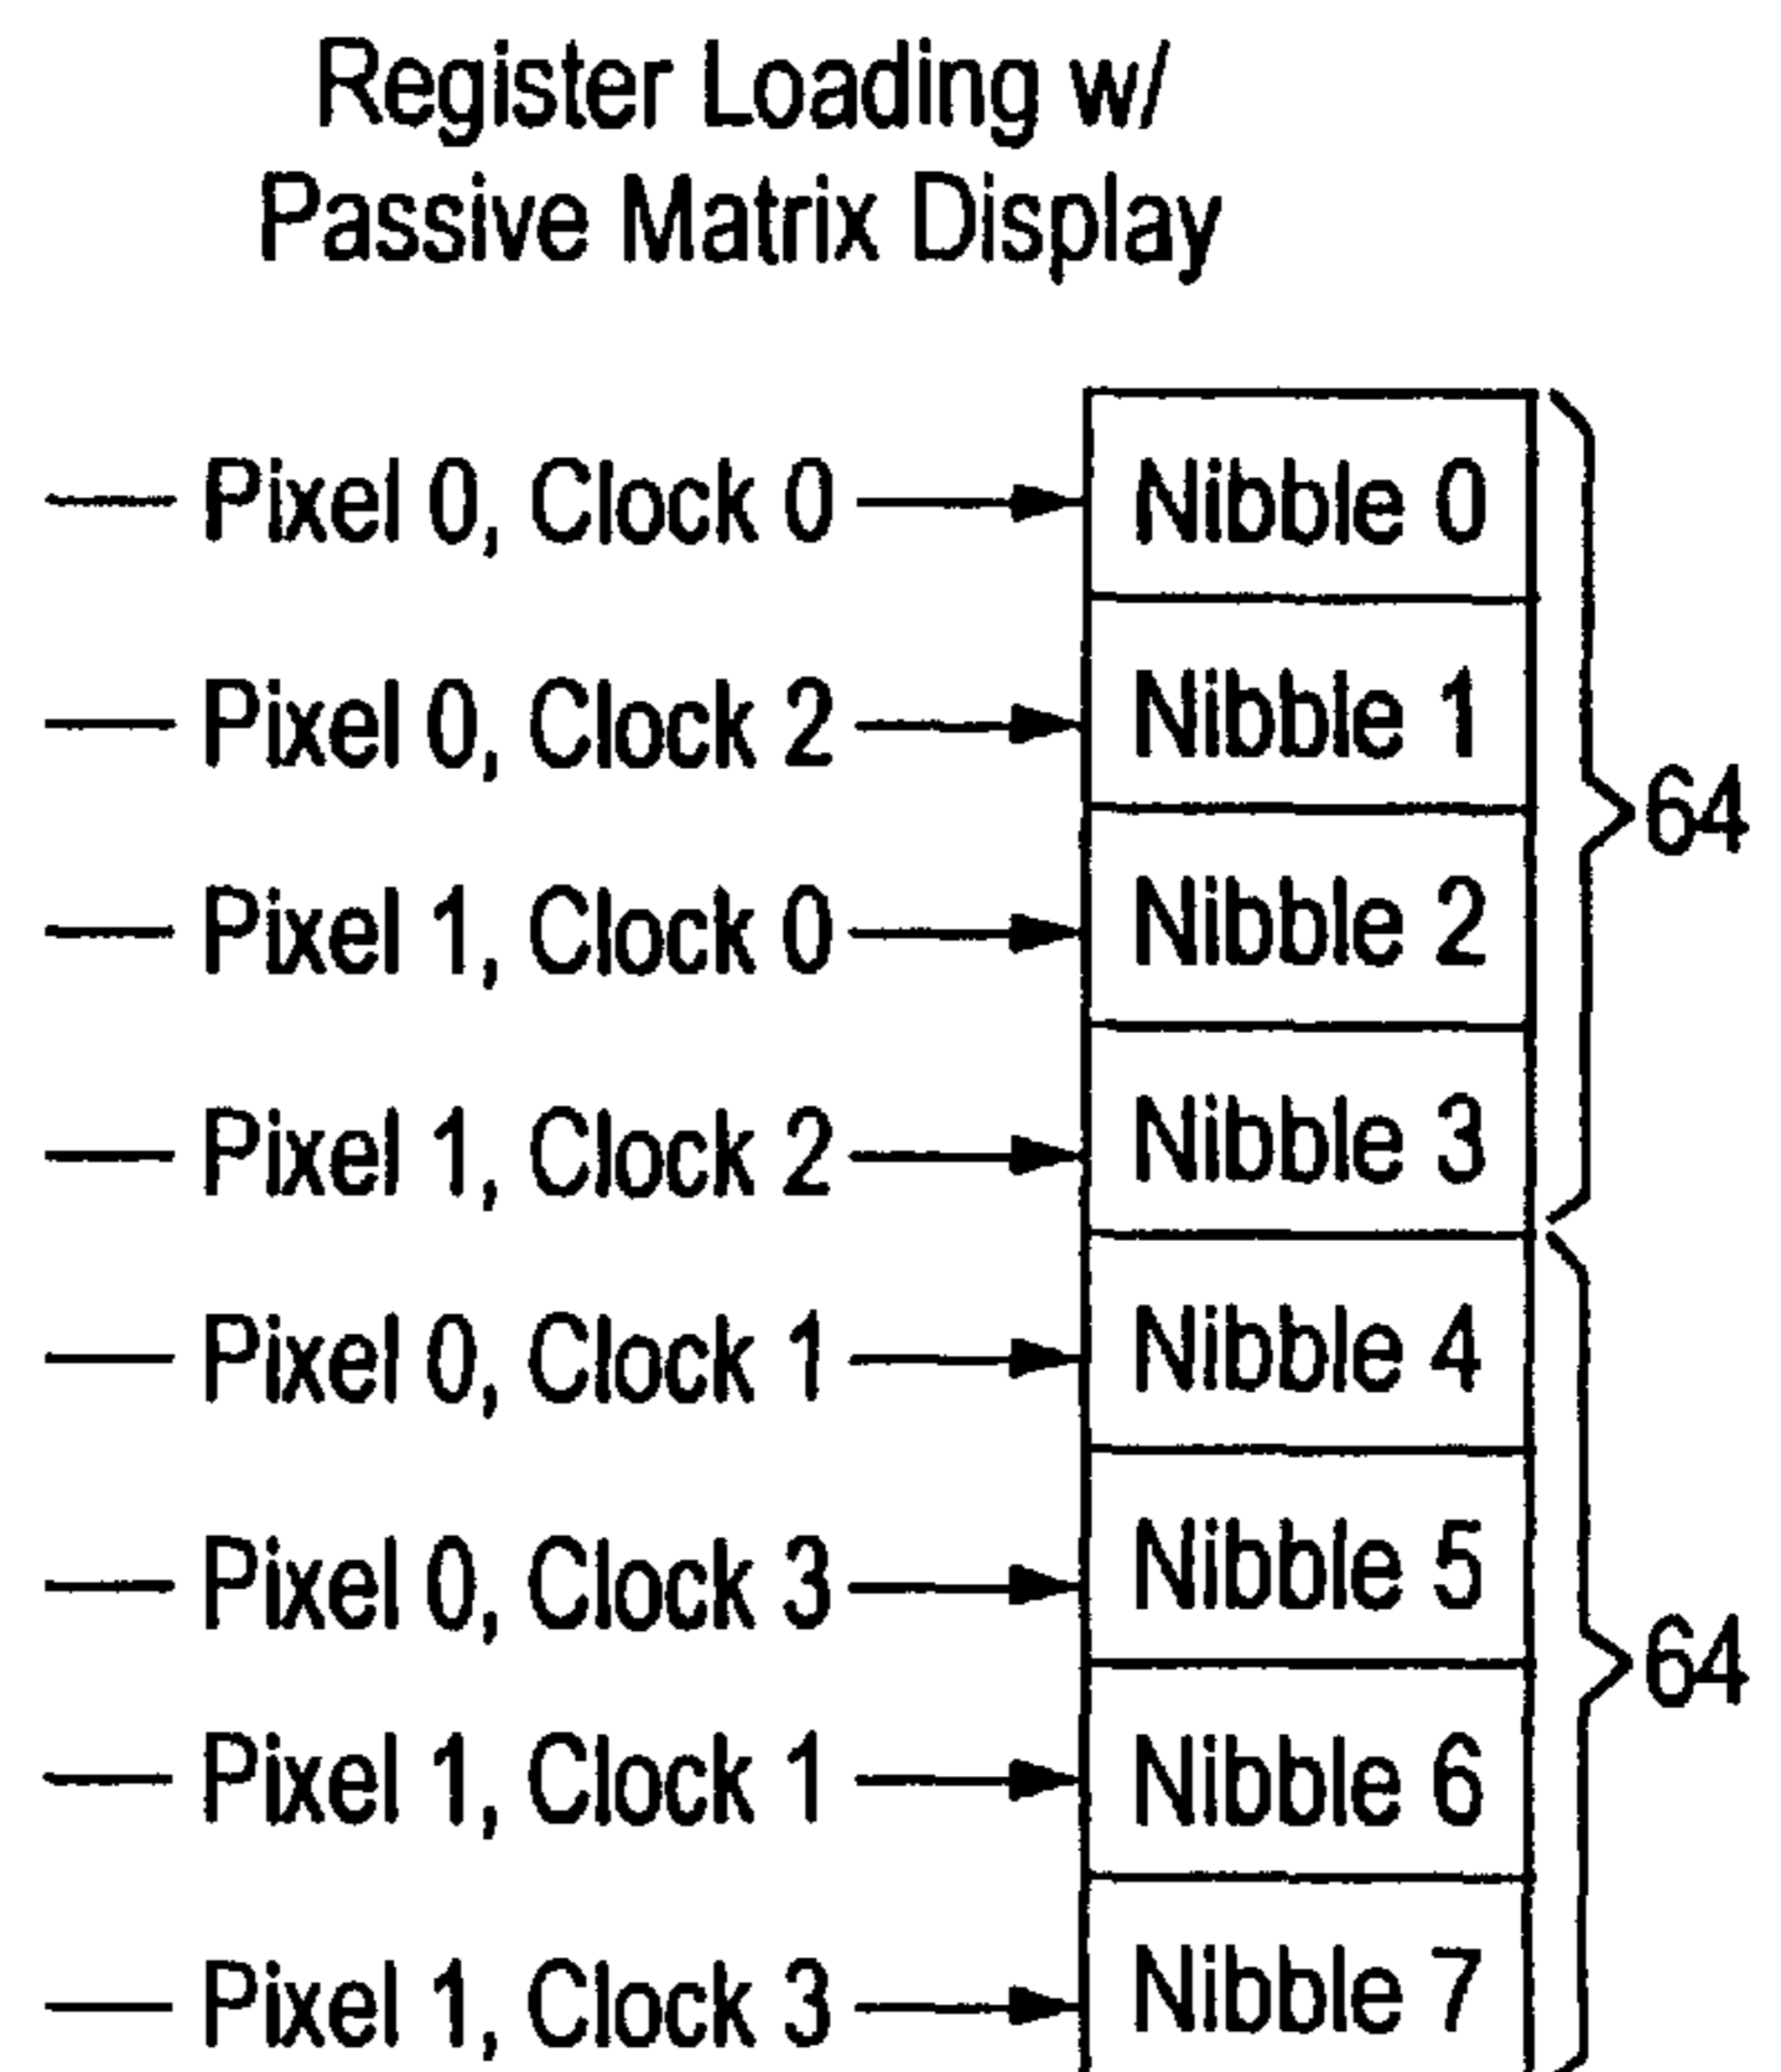 Register Loading w/
Passive Matrix Display
Pixel 0, Clock 0 Nibble 0
Pixel 0, Clock 2 Nibble 1
64
Pixel 1, Clock 0 Nibble 2
Pixel 1, Clock 2 Nibble 3
Pixel 0, Clock 1 Nibble 4
Pixel 0, Clock 3 Nibble 5
64
Pixel 1, Clock 1 Nibble 6
Pixel 1, Clock 3 Nibble 7